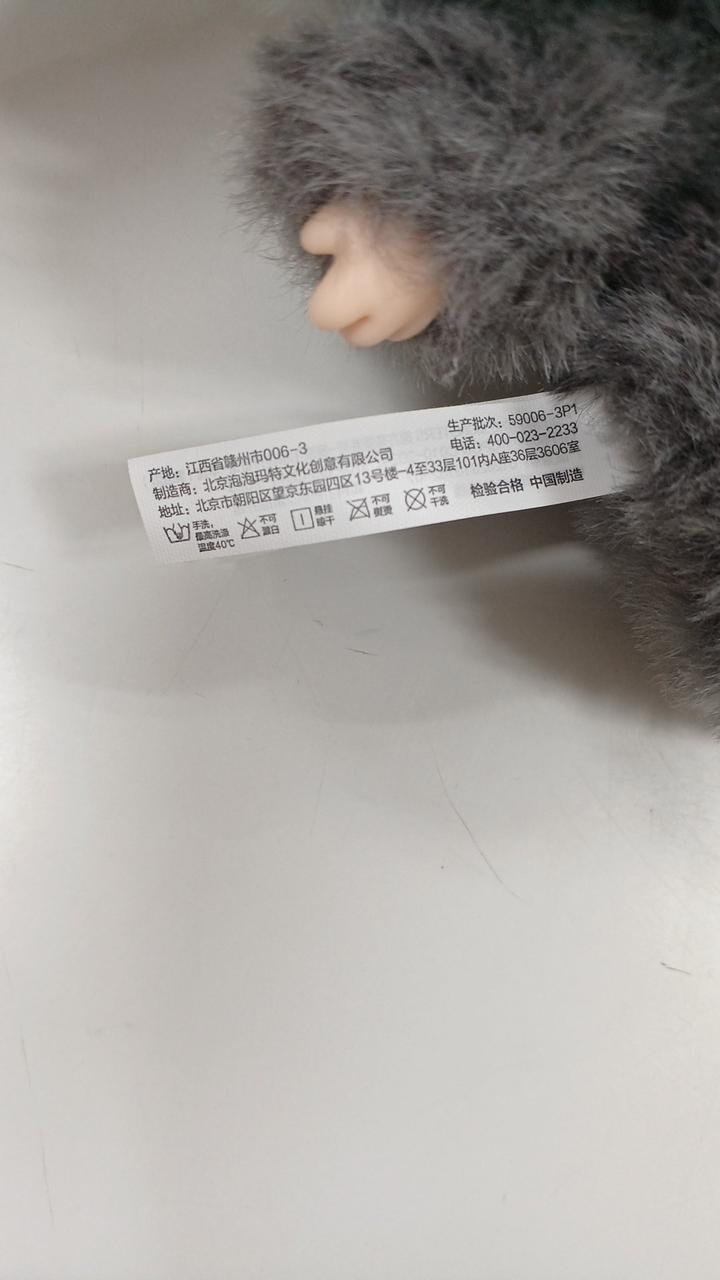 产地：江西省赣州市006-3 生产批次：59006-3P1
制造商：北京泡泡玛特文化创意有限公司 电话：400-023-2233
地址：北京市朝阳区望京东园四区13号楼-4至33层101内A座36层3606室
手洗，
最高洗涤
温度40℃
不可
漂白
悬挂
晾干
不可
熨烫
不可
干洗
检验合格 中国制造